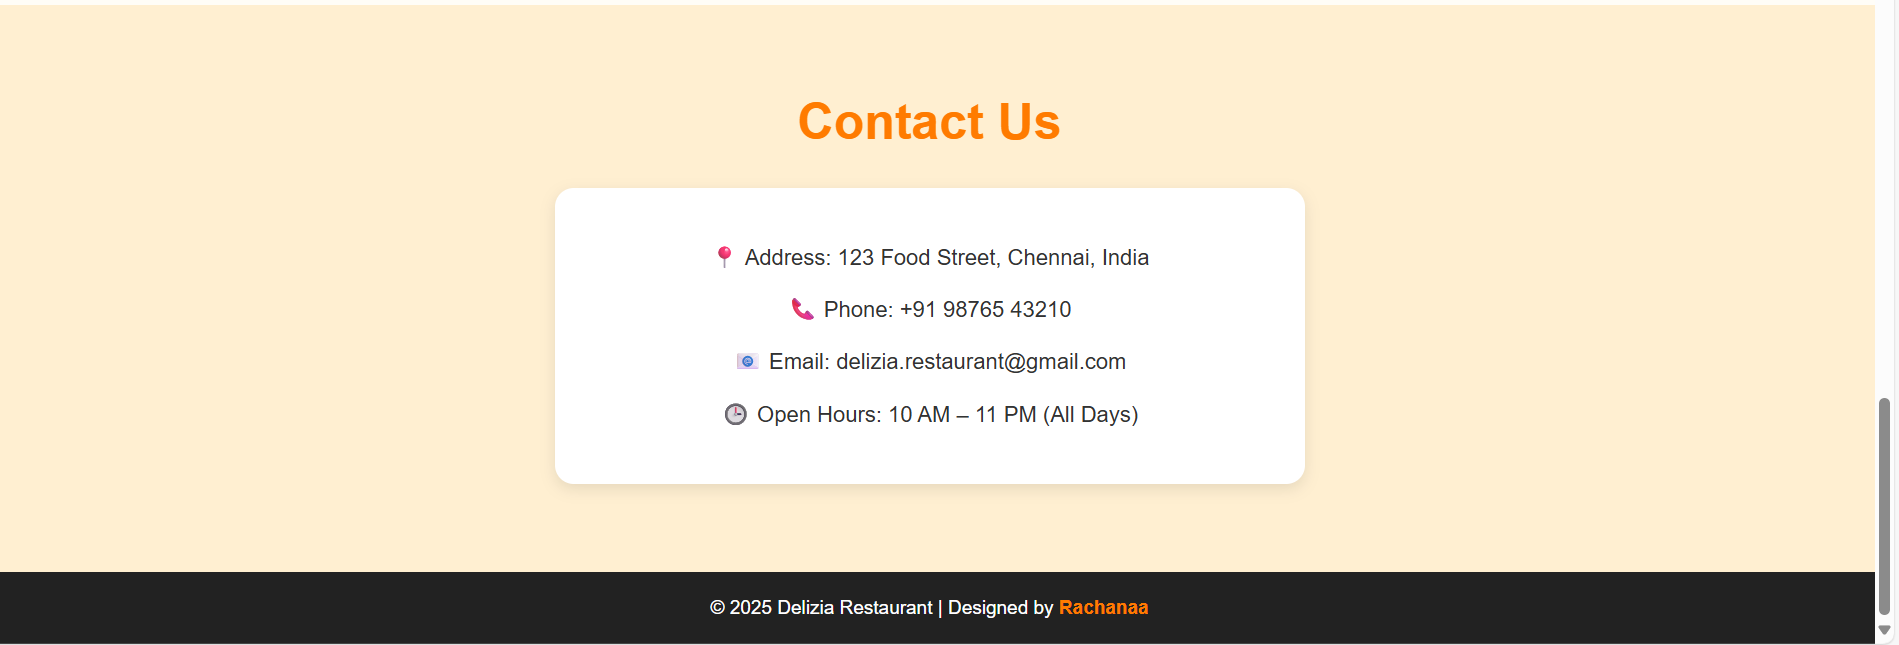 Contact Us
Address: 123 Food Street, Chennai, India
Phone: +91 98765 43210
Email: delizia.restaurant@gmail.com
Open Hours: 10 AM – 11 PM (All Days)
© 2025 Delizia Restaurant | Designed by Rachanaa